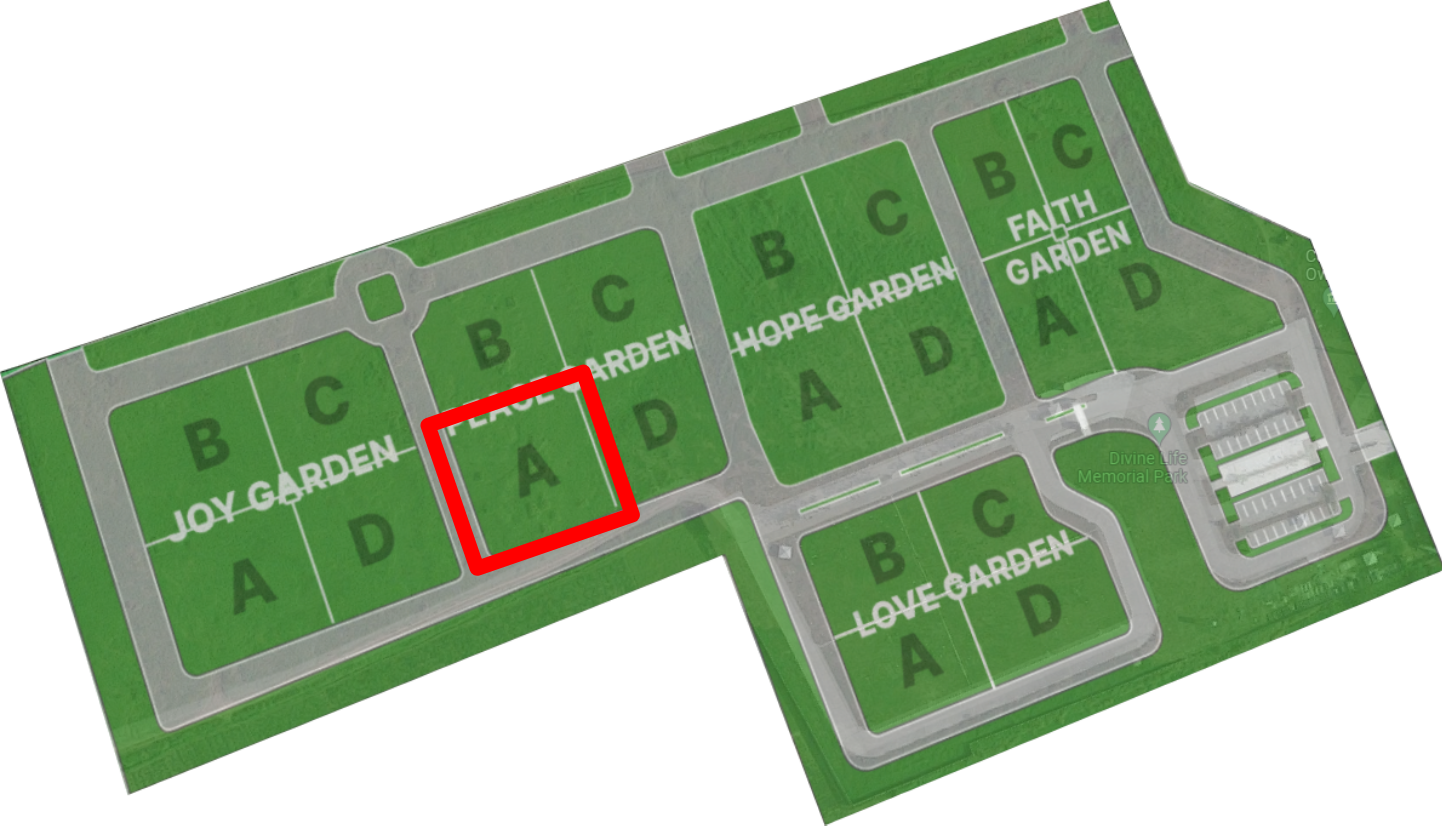 B C
FAITH
GARDEN
A D
B C
HOPE GARDEN
A D
B C
PEACE GARDEN
A D
B C
JOY GARDEN
A D
B C
LOVE GARDEN
A D
Divine Life
Memorial Park